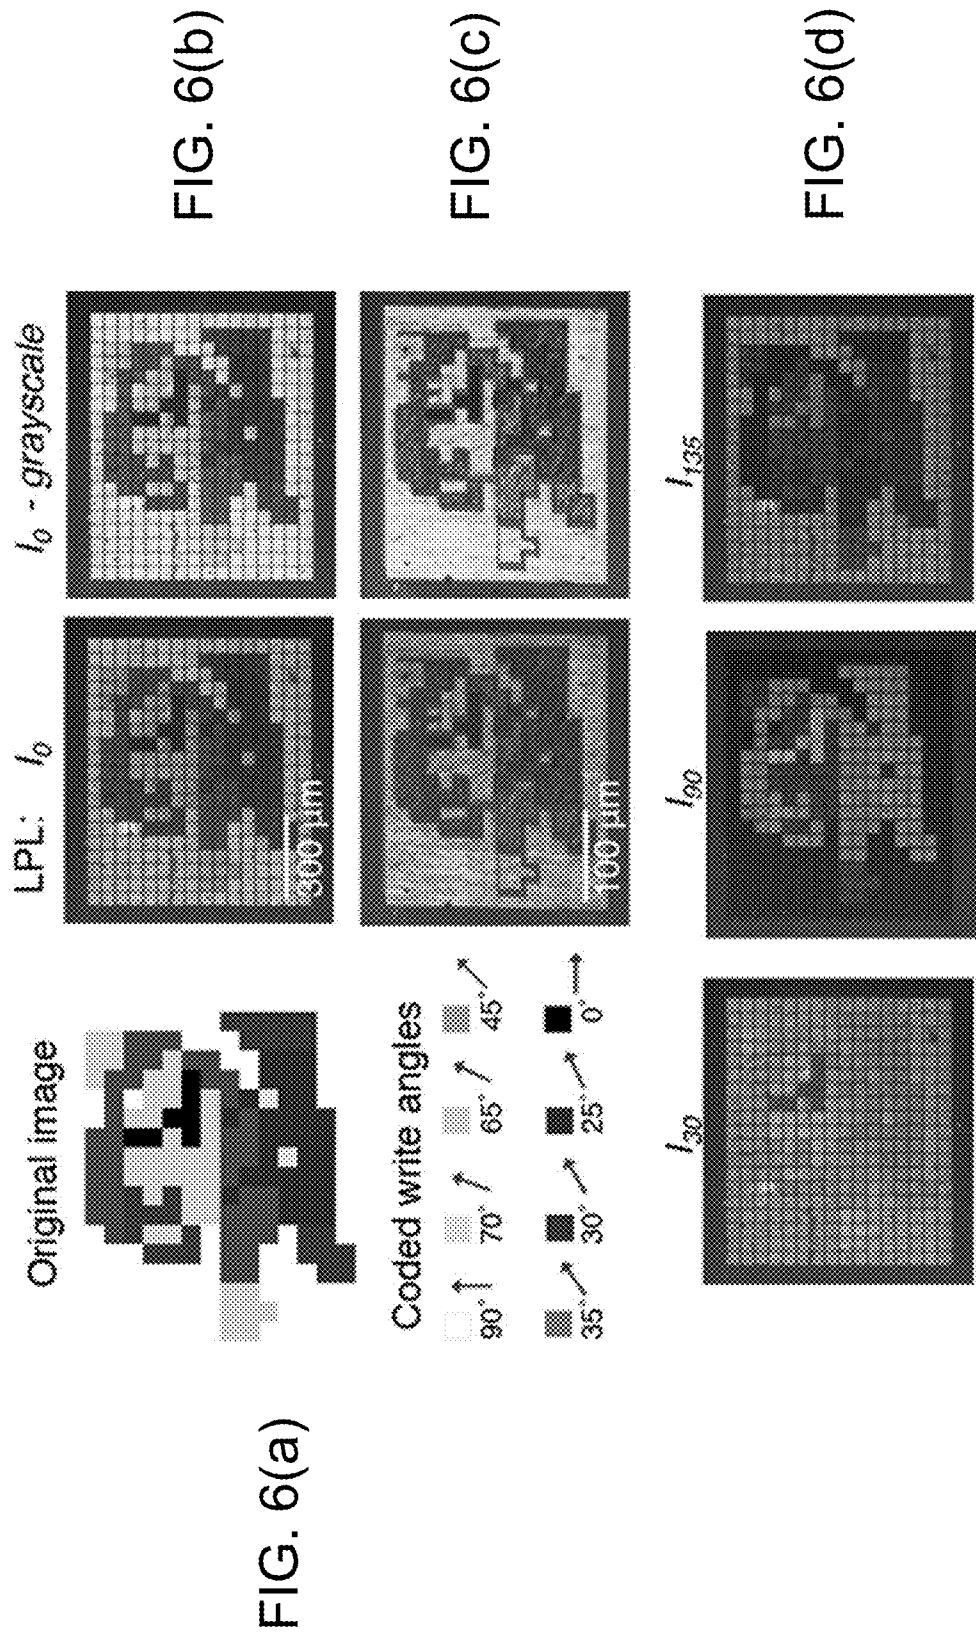 FIG. 6(a)
Original image
Coded write angles
90° 70° 65° 45°
35° 30° 25° 0°
LPL: I₀
I₀ - grayscale
300 µm
FIG. 6(b)
100 µm
FIG. 6(c)
I₃₀
I₉₀
I₁₃₅
FIG. 6(d)